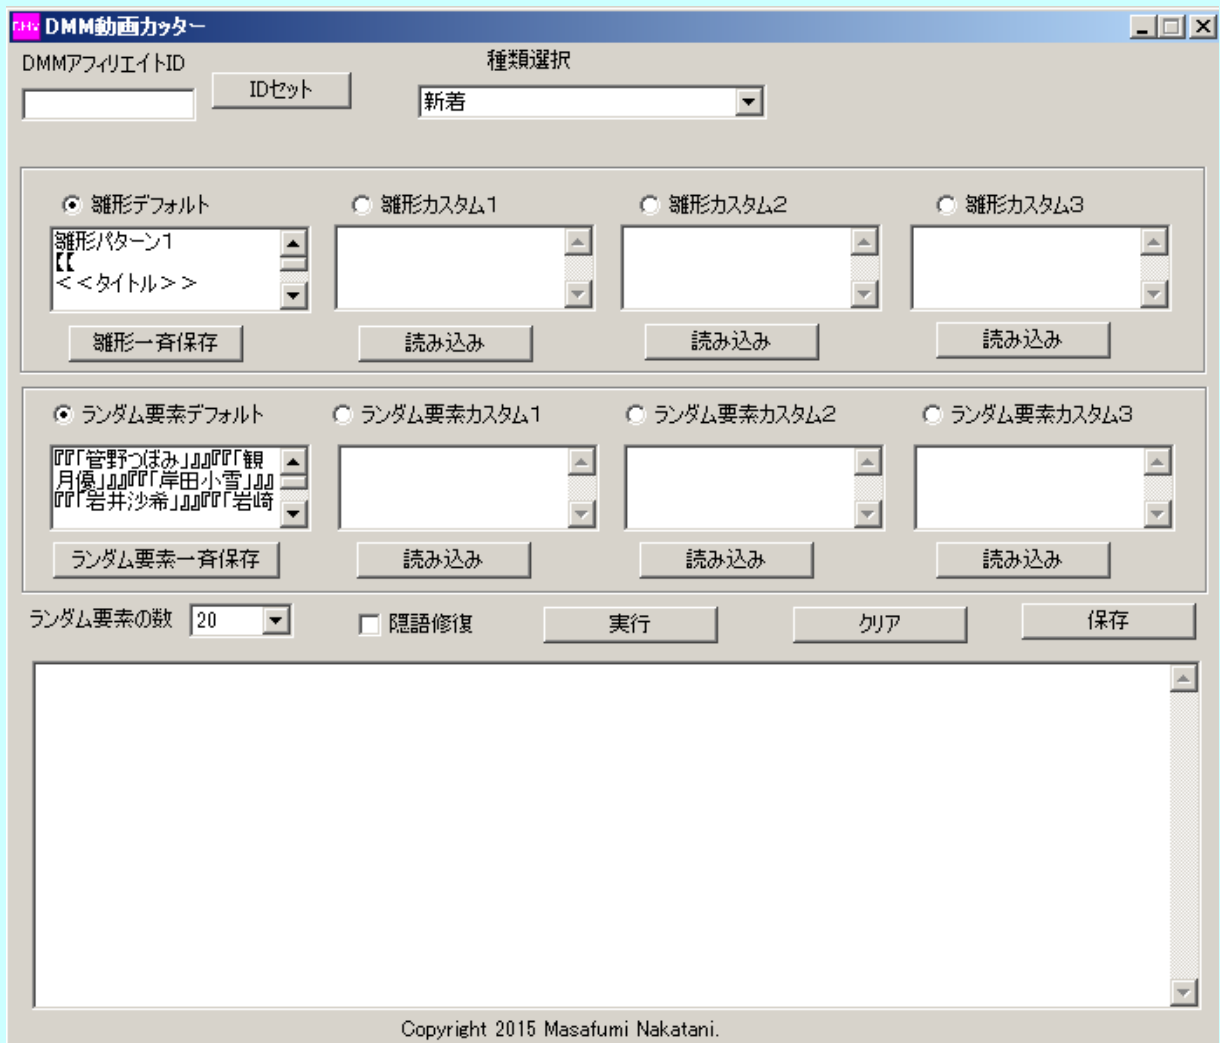 DMM動画カッター
DMMアフィリエイトID
IDセット
種類選択
新着
雛形デフォルト
雛形カスタム1
雛形カスタム2
雛形カスタム3
雛形パターン1
【【
<<タイトル>>
雛形一斉保存
読み込み
読み込み
読み込み
ランダム要素デフォルト
ランダム要素カスタム1
ランダム要素カスタム2
ランダム要素カスタム3
『『「菅野つぼみ」』』『『「観
月優」』』『『「岸田小雪」』』
『『「岩井沙希」』』『『「岩崎
ランダム要素一斉保存
読み込み
読み込み
読み込み
ランダム要素の数
20
隠語修復
実行
クリア
保存
Copyright 2015 Masafumi Nakatani.